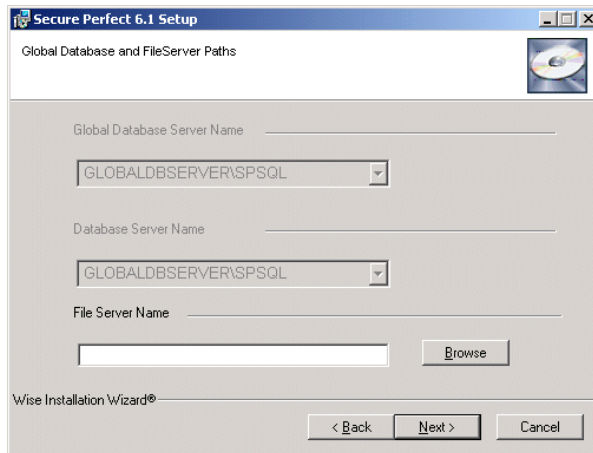 Secure Perfect 6.1 Setup
Global Database and FileServer Paths
Global Database Server Name
GLOBALDBSERVER\SPSQL
Database Server Name
GLOBALDBSERVER\SPSQL
File Server Name
Browse
Wise Installation Wizard®
< Back Next > Cancel